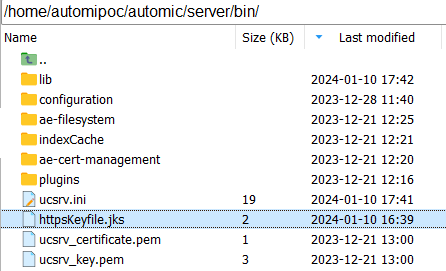 /home/automipoc/automic/server/bin/
Name Size (KB) Last modified
..
lib 2024-01-10 17:42
configuration 2023-12-28 11:40
ae-filesystem 2023-12-21 12:25
indexCache 2023-12-21 12:21
ae-cert-management 2023-12-21 12:20
plugins 2023-12-21 12:16
ucsrv.ini 19 2024-01-10 17:41
httpsKeyfile.jks 2 2024-01-10 16:39
ucsrv_certificate.pem 1 2023-12-21 13:00
ucsrv_key.pem 3 2023-12-21 13:00